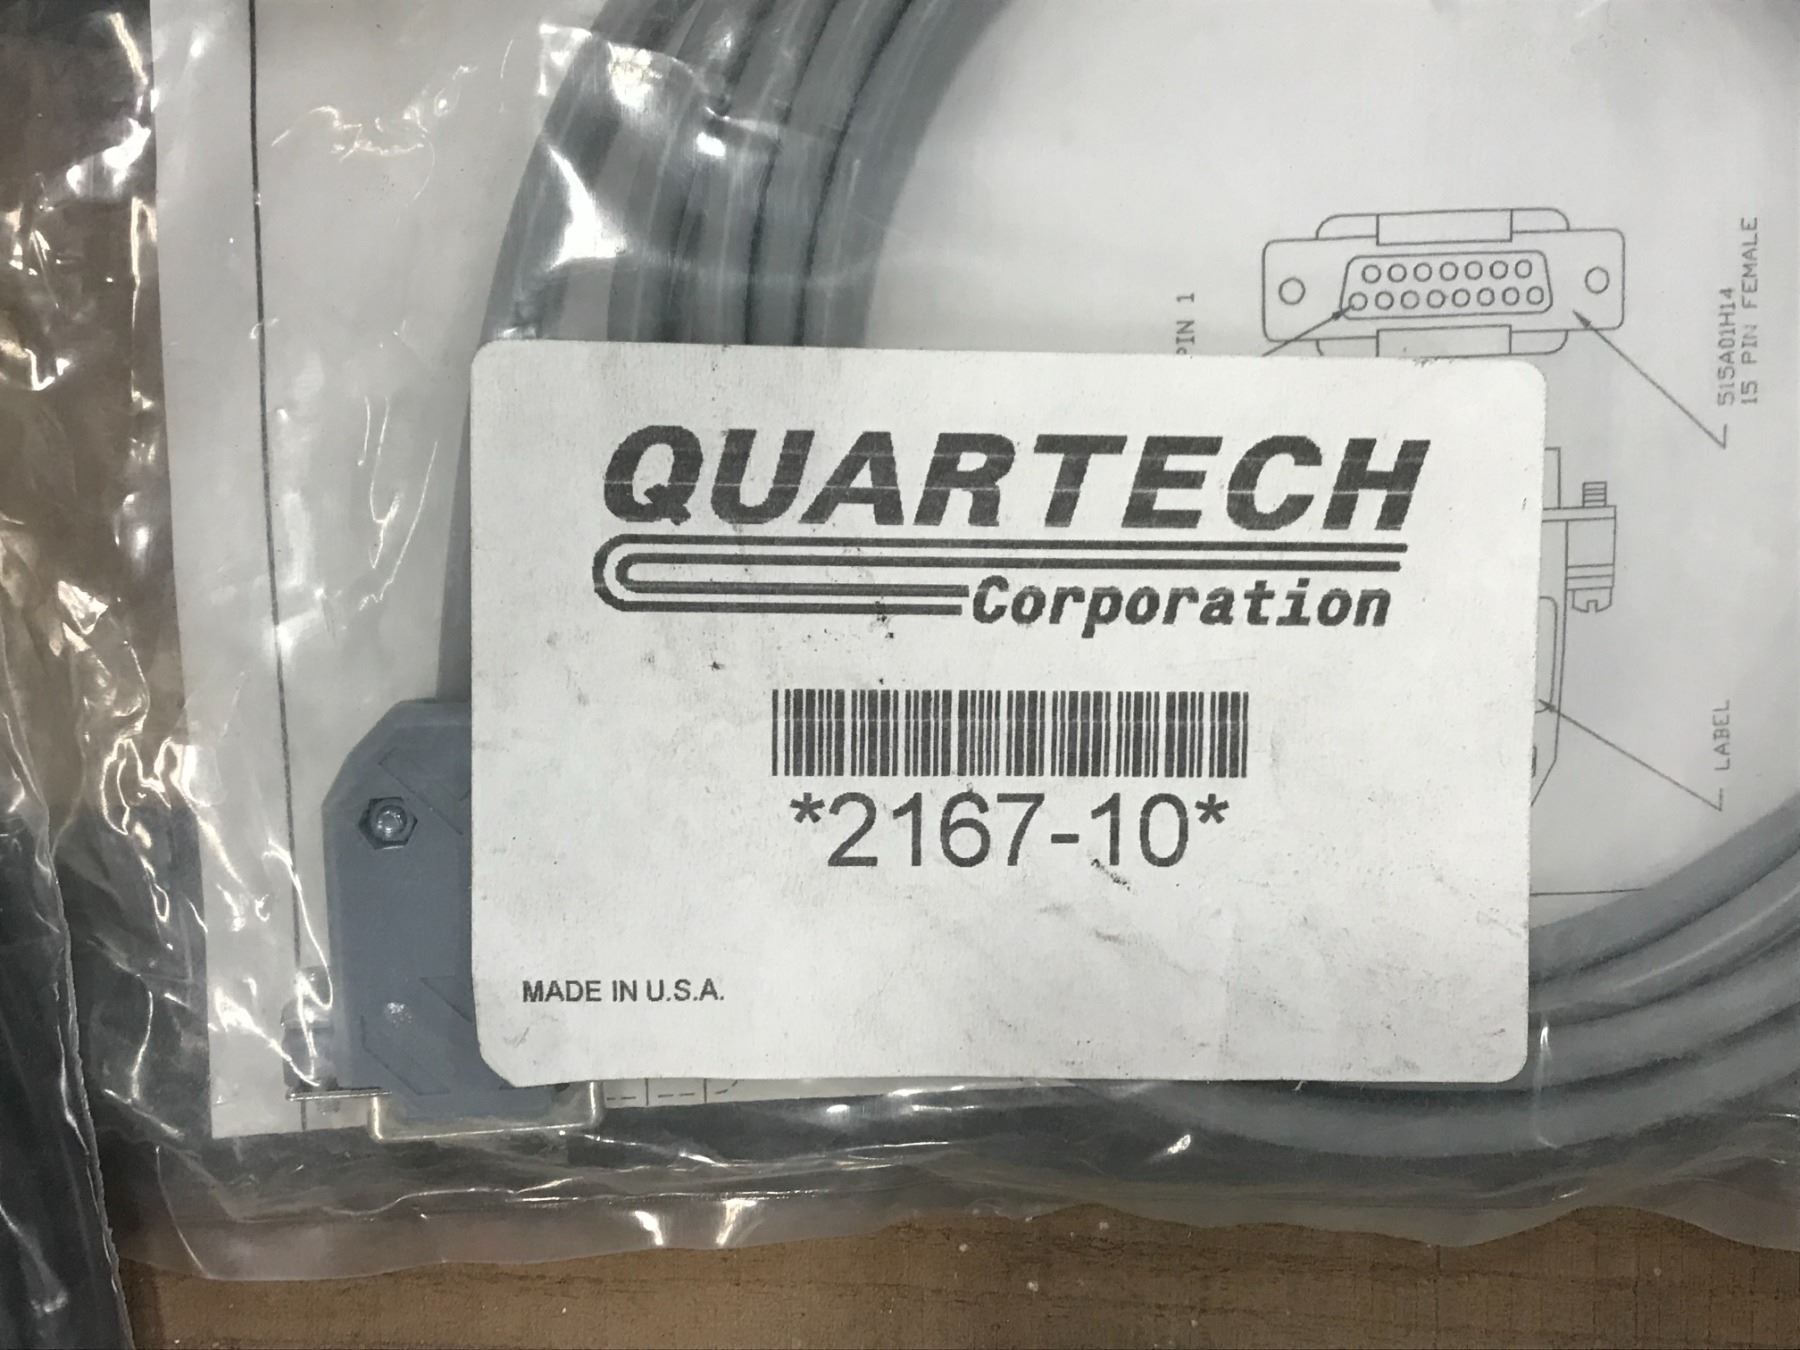 QUARTECH
Corporation
*2167-10*
MADE IN U.S.A.
PIN 1
515A01H14
15 PIN FEMALE
LABEL